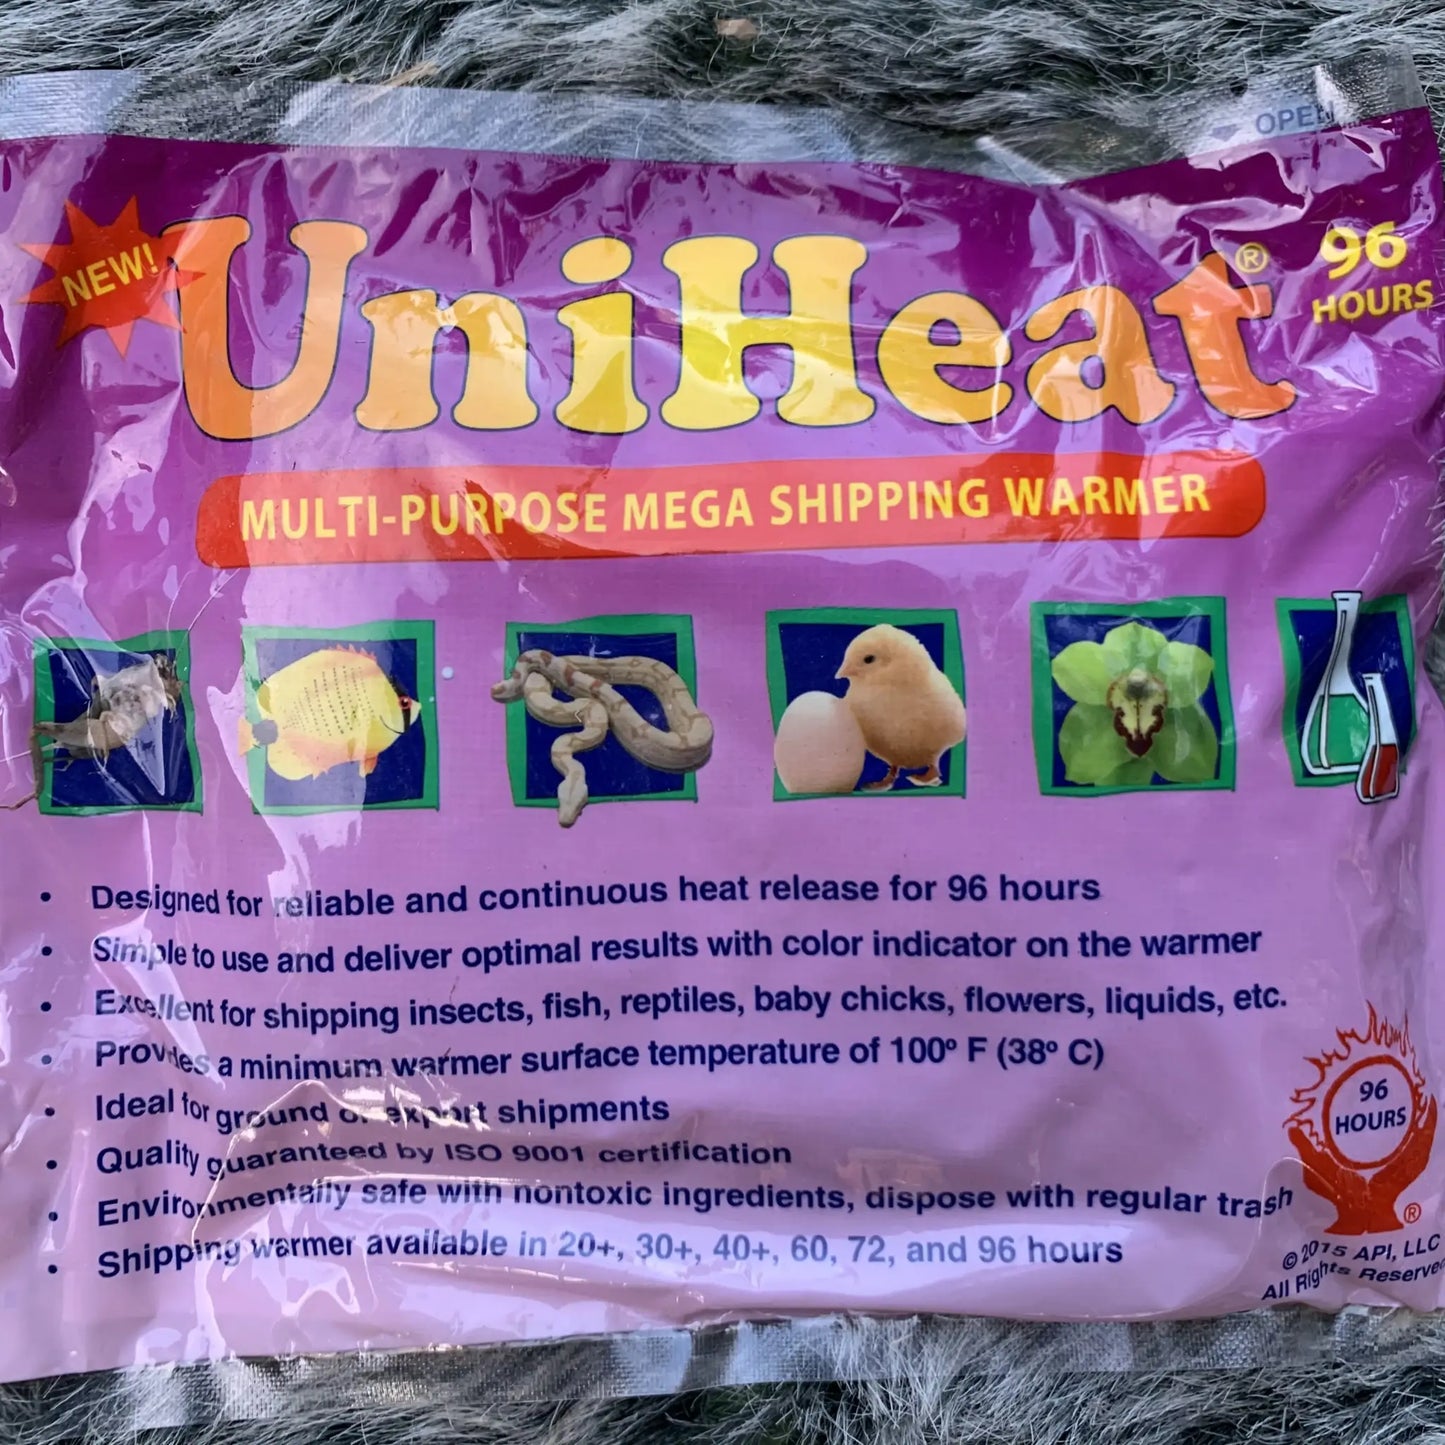 OPEN
NEW!
UniHeat®
96
HOURS
MULTI-PURPOSE MEGA SHIPPING WARMER
• Designed for reliable and continuous heat release for 96 hours
• Simple to use and deliver optimal results with color indicator on the warmer
• Excellent for shipping insects, fish, reptiles, baby chicks, flowers, liquids, etc.
• Provides a minimum warmer surface temperature of 100º F (38º C)
• Ideal for ground or export shipments
• Quality guaranteed by ISO 9001 certification
• Environmentally safe with nontoxic ingredients, dispose with regular trash
• Shipping warmer available in 20+, 30+, 40+, 60, 72, and 96 hours
96
HOURS
®
© 2015 API, LLC
All Rights Reserved